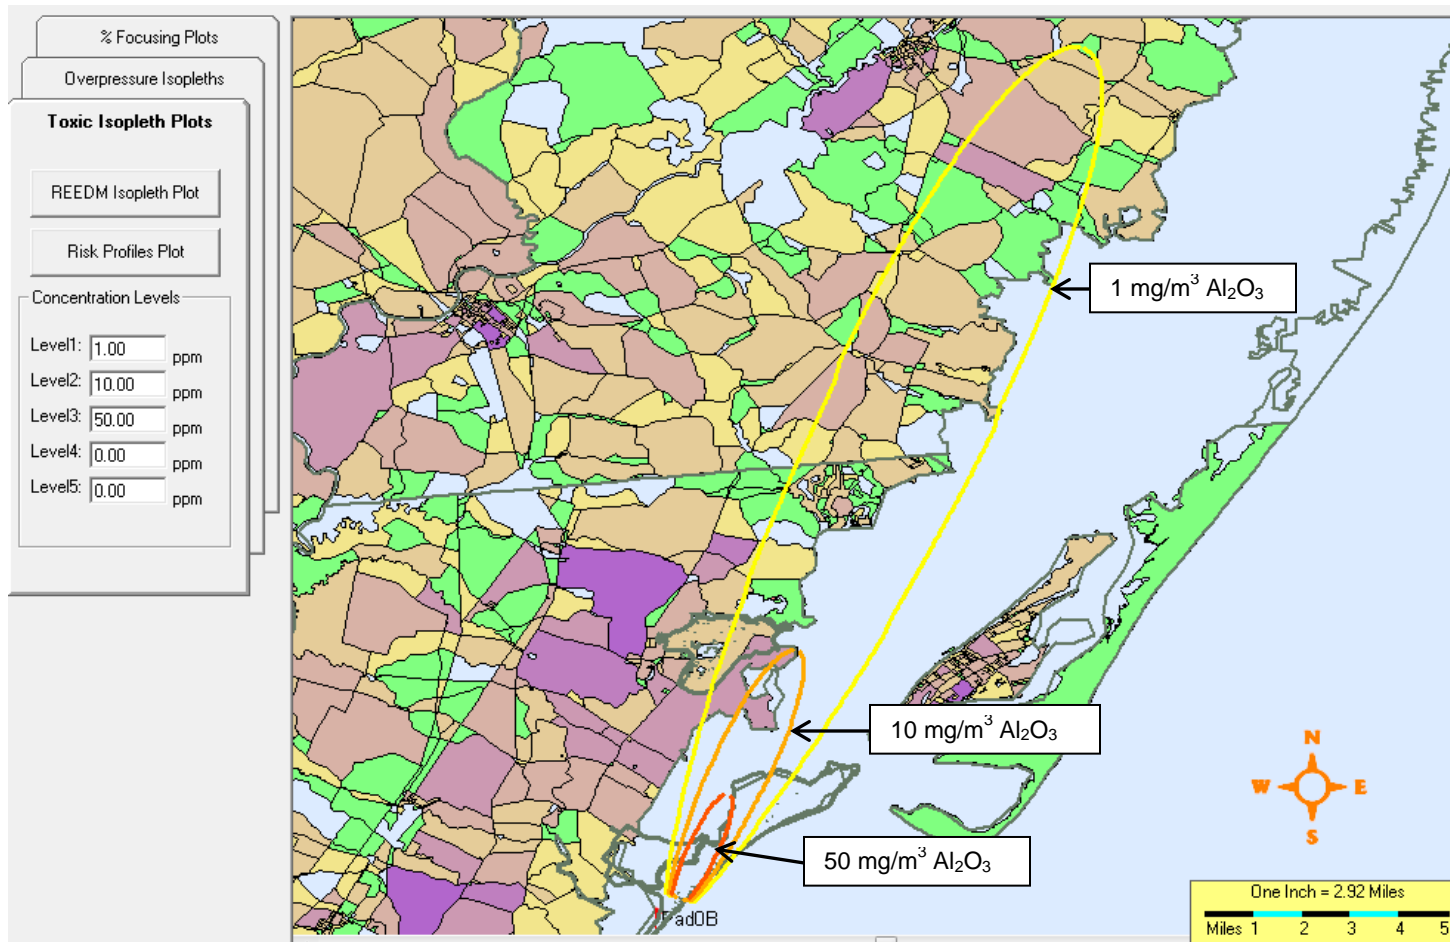 % Focusing Plots
Overpressure Isopleths
Toxic Isopleth Plots
REEDM Isopleth Plot
Risk Profiles Plot
Concentration Levels
Level1: 1.00 ppm
Level2: 10.00 ppm
Level3: 50.00 ppm
Level4: 0.00 ppm
Level5: 0.00 ppm
1 mg/m³ Al₂O₃
10 mg/m³ Al₂O₃
50 mg/m³ Al₂O₃
Pad0B
N
W E
S
One Inch = 2.92 Miles
Miles 1 2 3 4 5